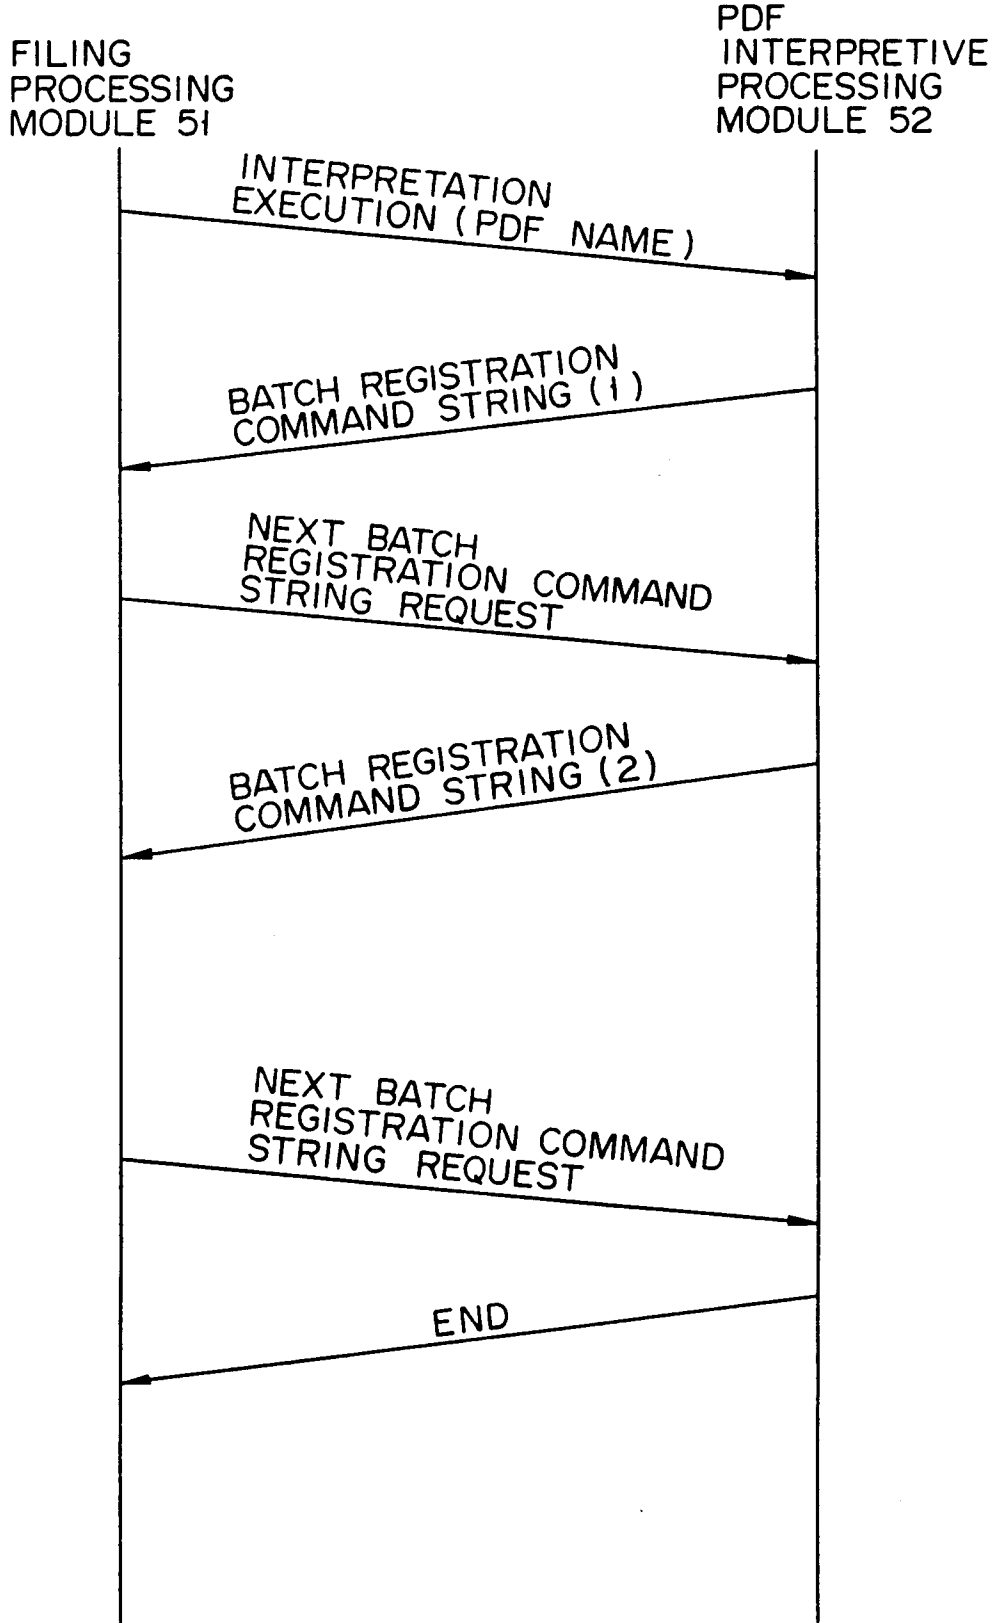 FILING
PROCESSING
MODULE 51
PDF
INTERPRETIVE
PROCESSING
MODULE 52
INTERPRETATION
EXECUTION (PDF NAME)
BATCH REGISTRATION
COMMAND STRING (1)
NEXT BATCH
REGISTRATION COMMAND
STRING REQUEST
BATCH REGISTRATION
COMMAND STRING (2)
NEXT BATCH
REGISTRATION COMMAND
STRING REQUEST
END